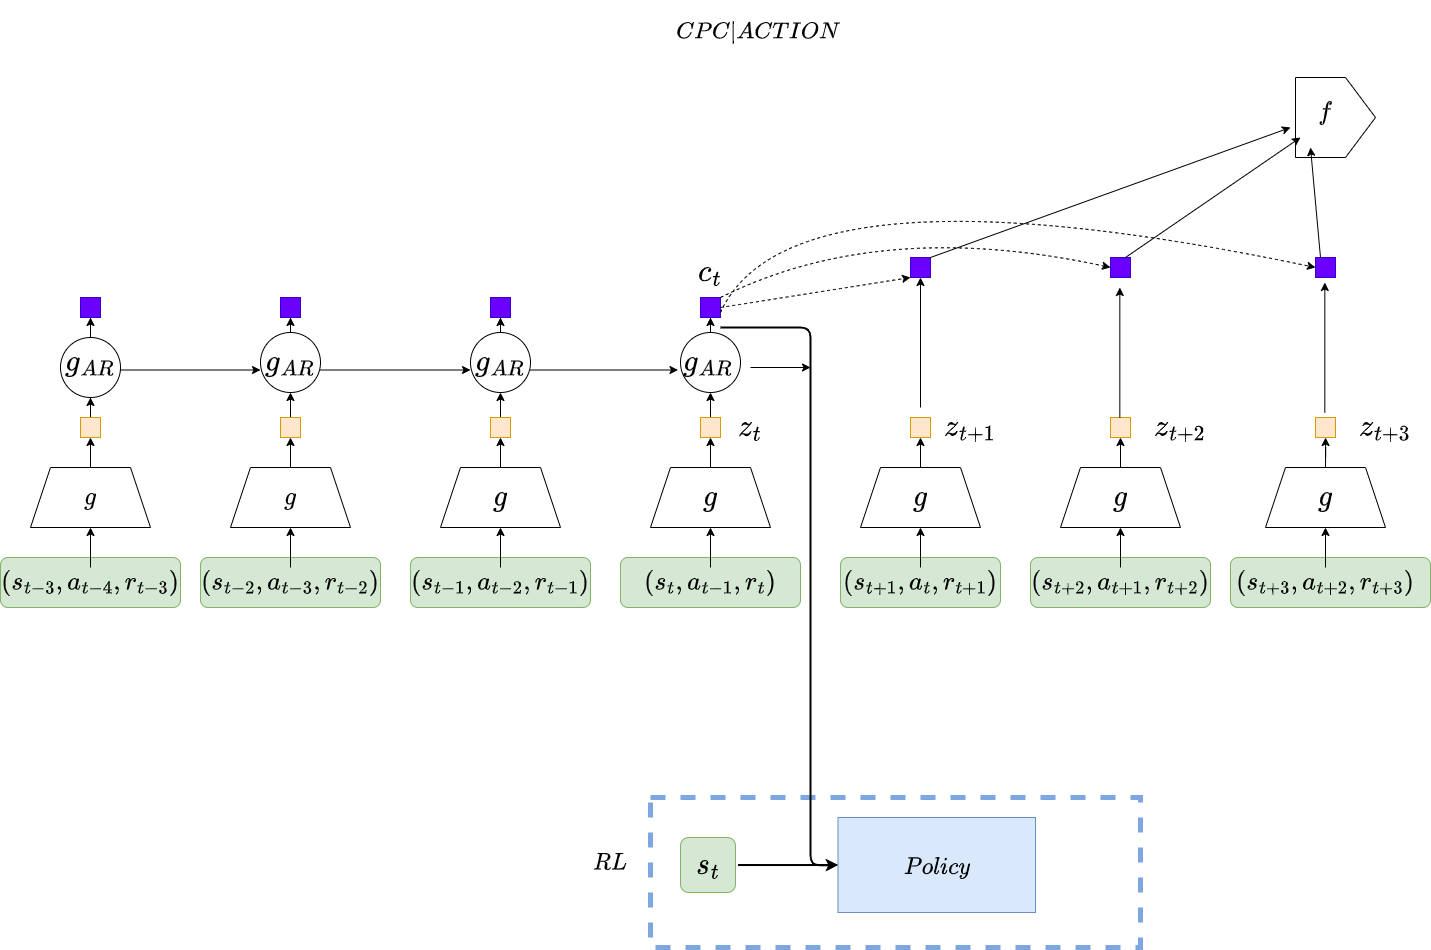 CPC|ACTION
f
c_t
g_{AR} g_{AR} g_{AR} g_{AR}
z_t z_{t+1} z_{t+2} z_{t+3}
g g g g g g g
(s_{t-3}, a_{t-4}, r_{t-3}) (s_{t-2}, a_{t-3}, r_{t-2}) (s_{t-1}, a_{t-2}, r_{t-1}) (s_t, a_{t-1}, r_t) (s_{t+1}, a_t, r_{t+1}) (s_{t+2}, a_{t+1}, r_{t+2}) (s_{t+3}, a_{t+2}, r_{t+3})
RL s_t Policy